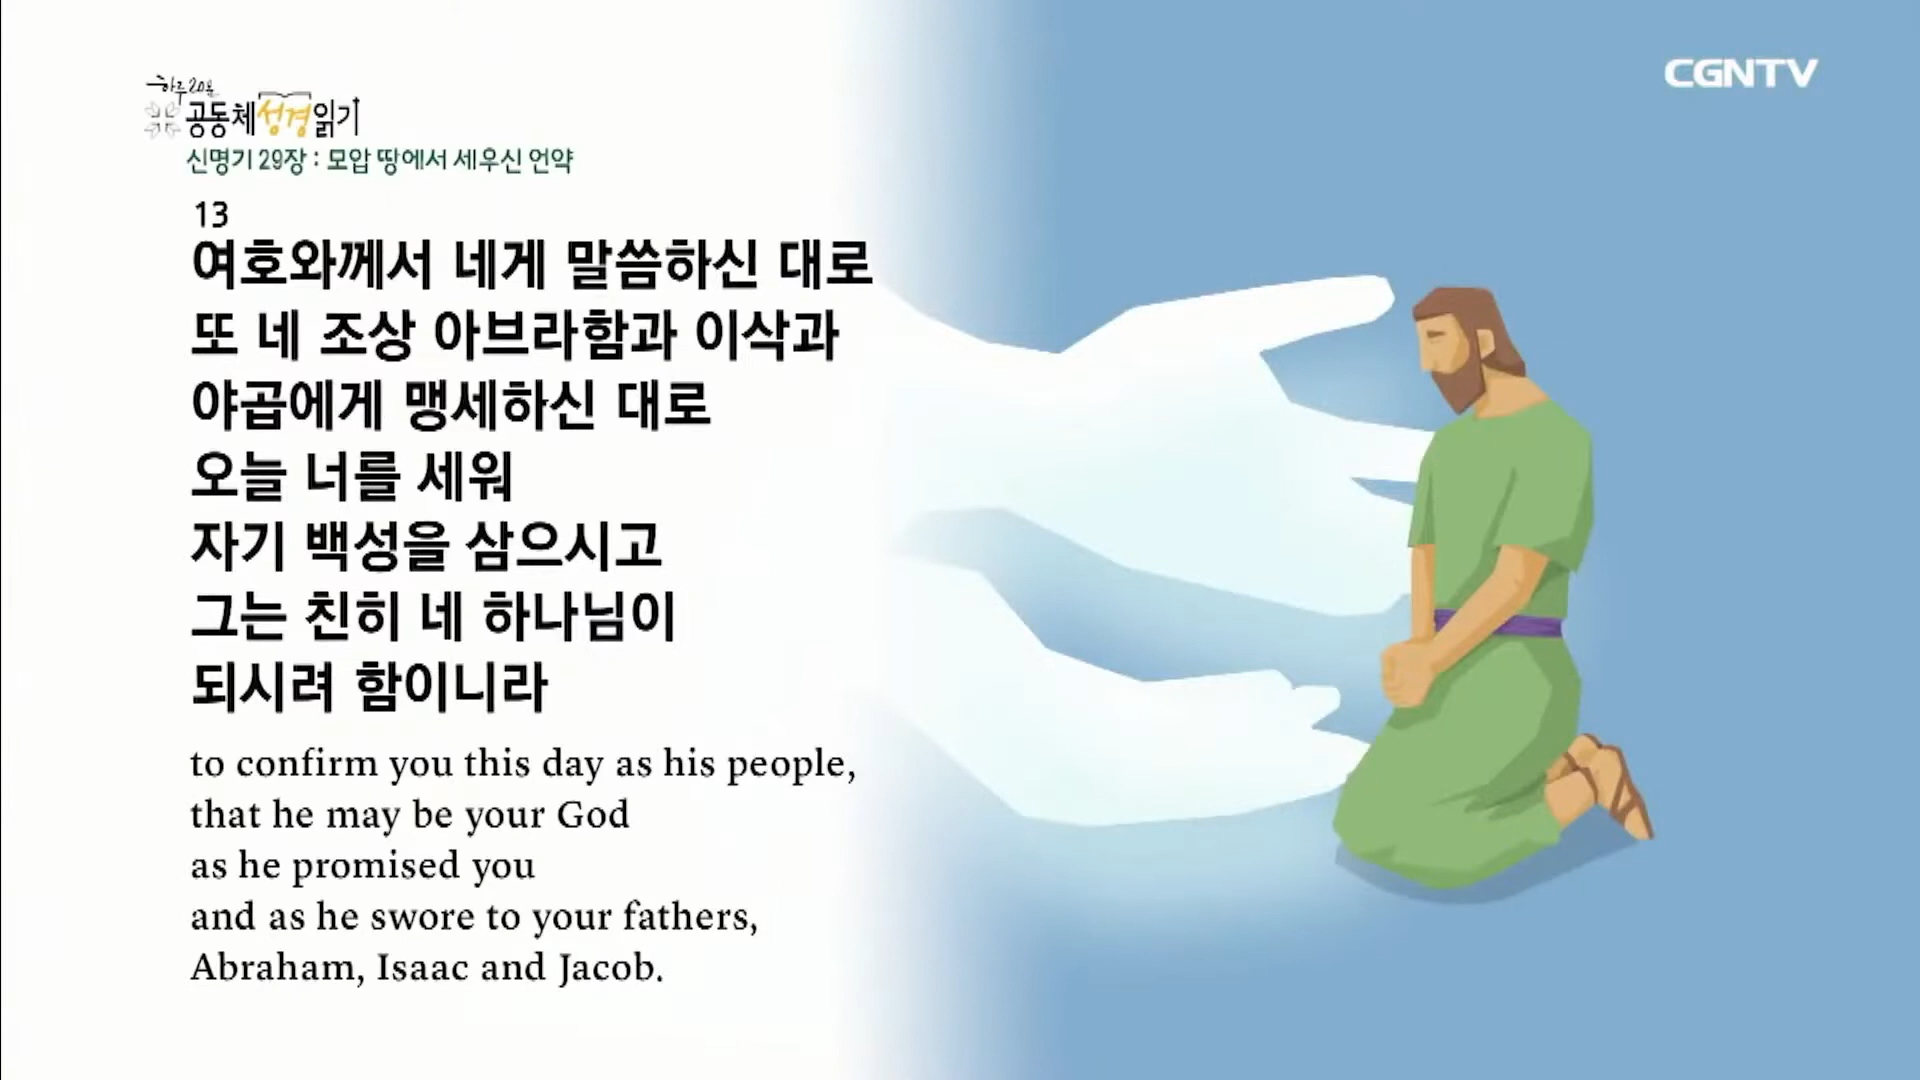 하루 20분
공동체성경읽기
CGNTV
신명기 29장 : 모압 땅에서 세우신 언약
13
여호와께서 네게 말씀하신 대로
또 네 조상 아브라함과 이삭과
야곱에게 맹세하신 대로
오늘 너를 세워
자기 백성을 삼으시고
그는 친히 네 하나님이
되시려 함이니라
to confirm you this day as his people,
that he may be your God
as he promised you
and as he swore to your fathers,
Abraham, Isaac and Jacob.